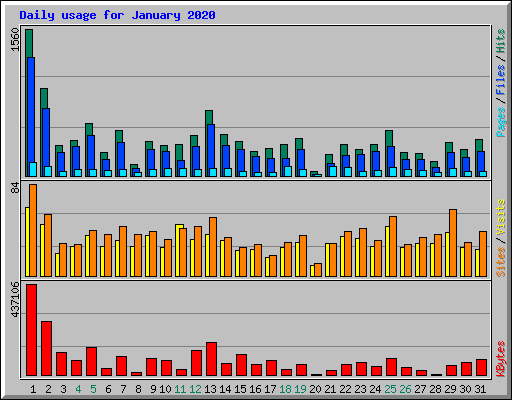 Daily usage for January 2020
1560
Pages / Files / Hits
84
Sites / Visits
437106
KBytes
1 2 3 4 5 6 7 8 9 10 11 12 13 14 15 16 17 18 19 20 21 22 23 24 25 26 27 28 29 30 31